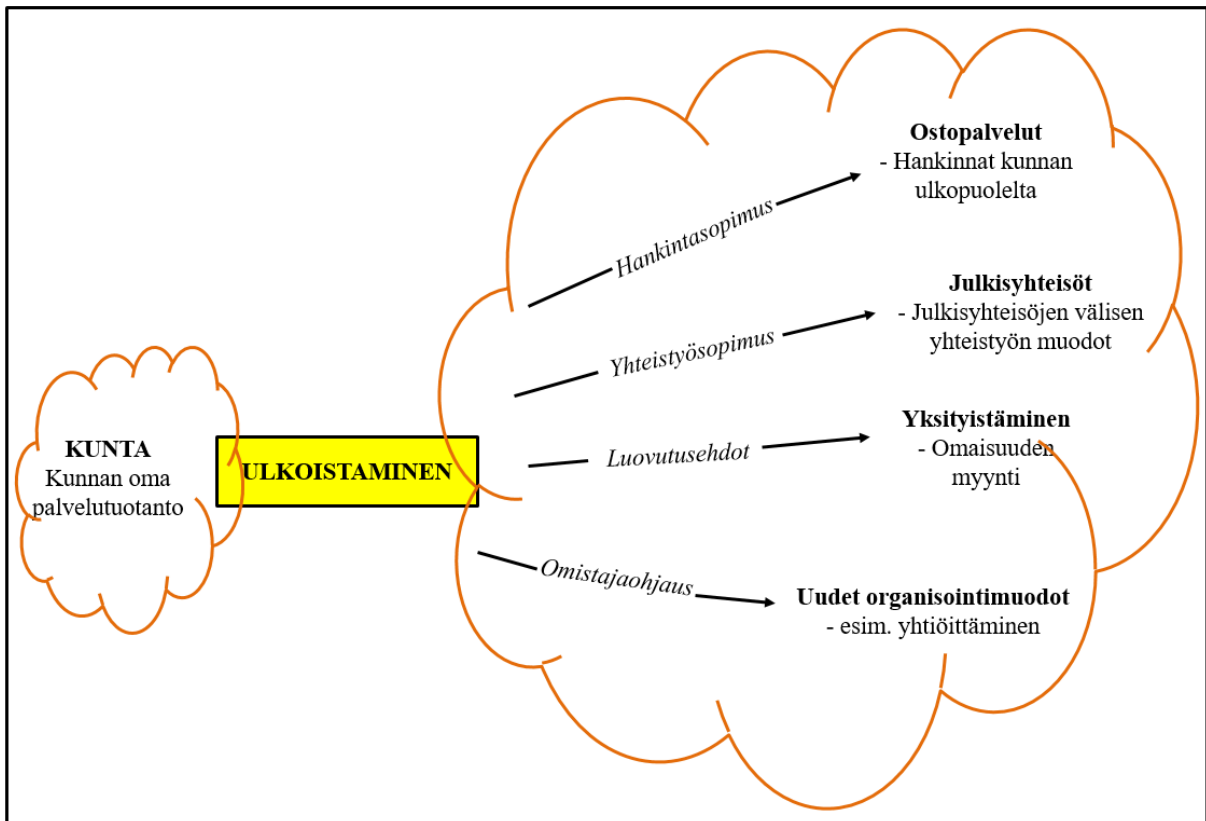 KUNTA
Kunnan oma
palvelutuotanto
ULKOISTAMINEN
Hankintasopimus
Ostopalvelut
- Hankinnat kunnan
ulkopuolelta
Yhteistyösopimus
Julkisyhteisöt
- Julkisyhteisöjen välisen
yhteistyön muodot
Luovutusehdot
Yksityistäminen
- Omaisuuden
myynti
Omistajaohjaus
Uudet organisointimuodot
- esim. yhtiöittäminen